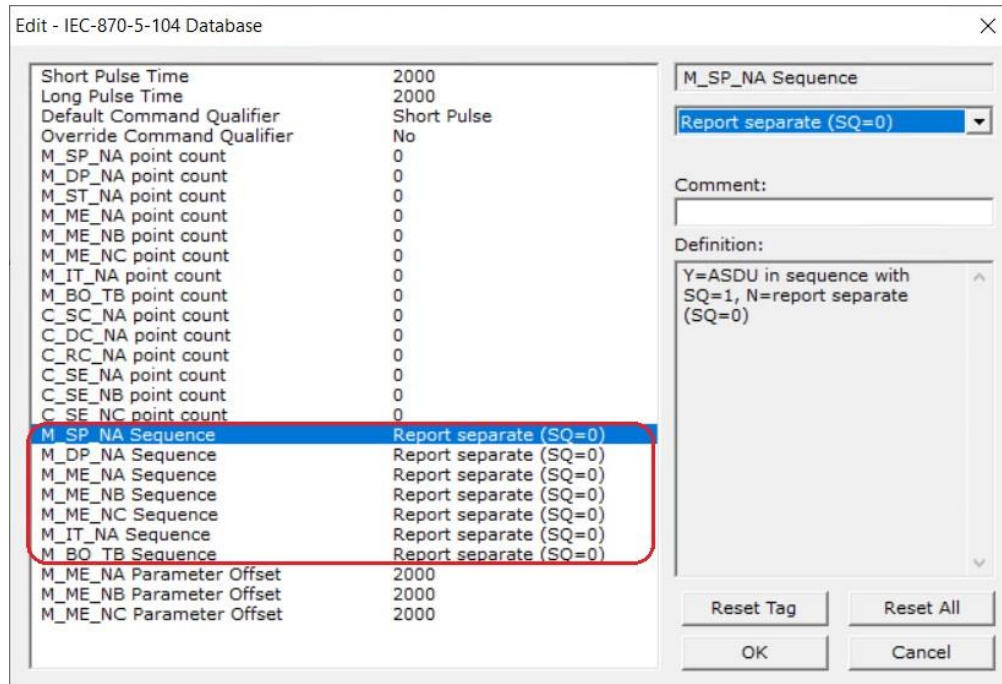 Edit - IEC-870-5-104 Database
Short Pulse Time 2000
Long Pulse Time 2000
Default Command Qualifier Short Pulse
Override Command Qualifier No
M_SP_NA point count 0
M_DP_NA point count 0
M_ST_NA point count 0
M_ME_NA point count 0
M_ME_NB point count 0
M_ME_NC point count 0
M_IT_NA point count 0
M_BO_TB point count 0
C_SC_NA point count 0
C_DC_NA point count 0
C_RC_NA point count 0
C_SE_NA point count 0
C_SE_NB point count 0
C_SE_NC point count 0
M_SP_NA Sequence Report separate (SQ=0)
M_DP_NA Sequence Report separate (SQ=0)
M_ME_NA Sequence Report separate (SQ=0)
M_ME_NB Sequence Report separate (SQ=0)
M_ME_NC Sequence Report separate (SQ=0)
M_IT_NA Sequence Report separate (SQ=0)
M_BO_TB Sequence Report separate (SQ=0)
M_ME_NA Parameter Offset 2000
M_ME_NB Parameter Offset 2000
M_ME_NC Parameter Offset 2000
M_SP_NA Sequence
Report separate (SQ=0)
Comment:
Definition:
Y=ASDU in sequence with
SQ=1, N=report separate
(SQ=0)
Reset Tag Reset All
OK Cancel